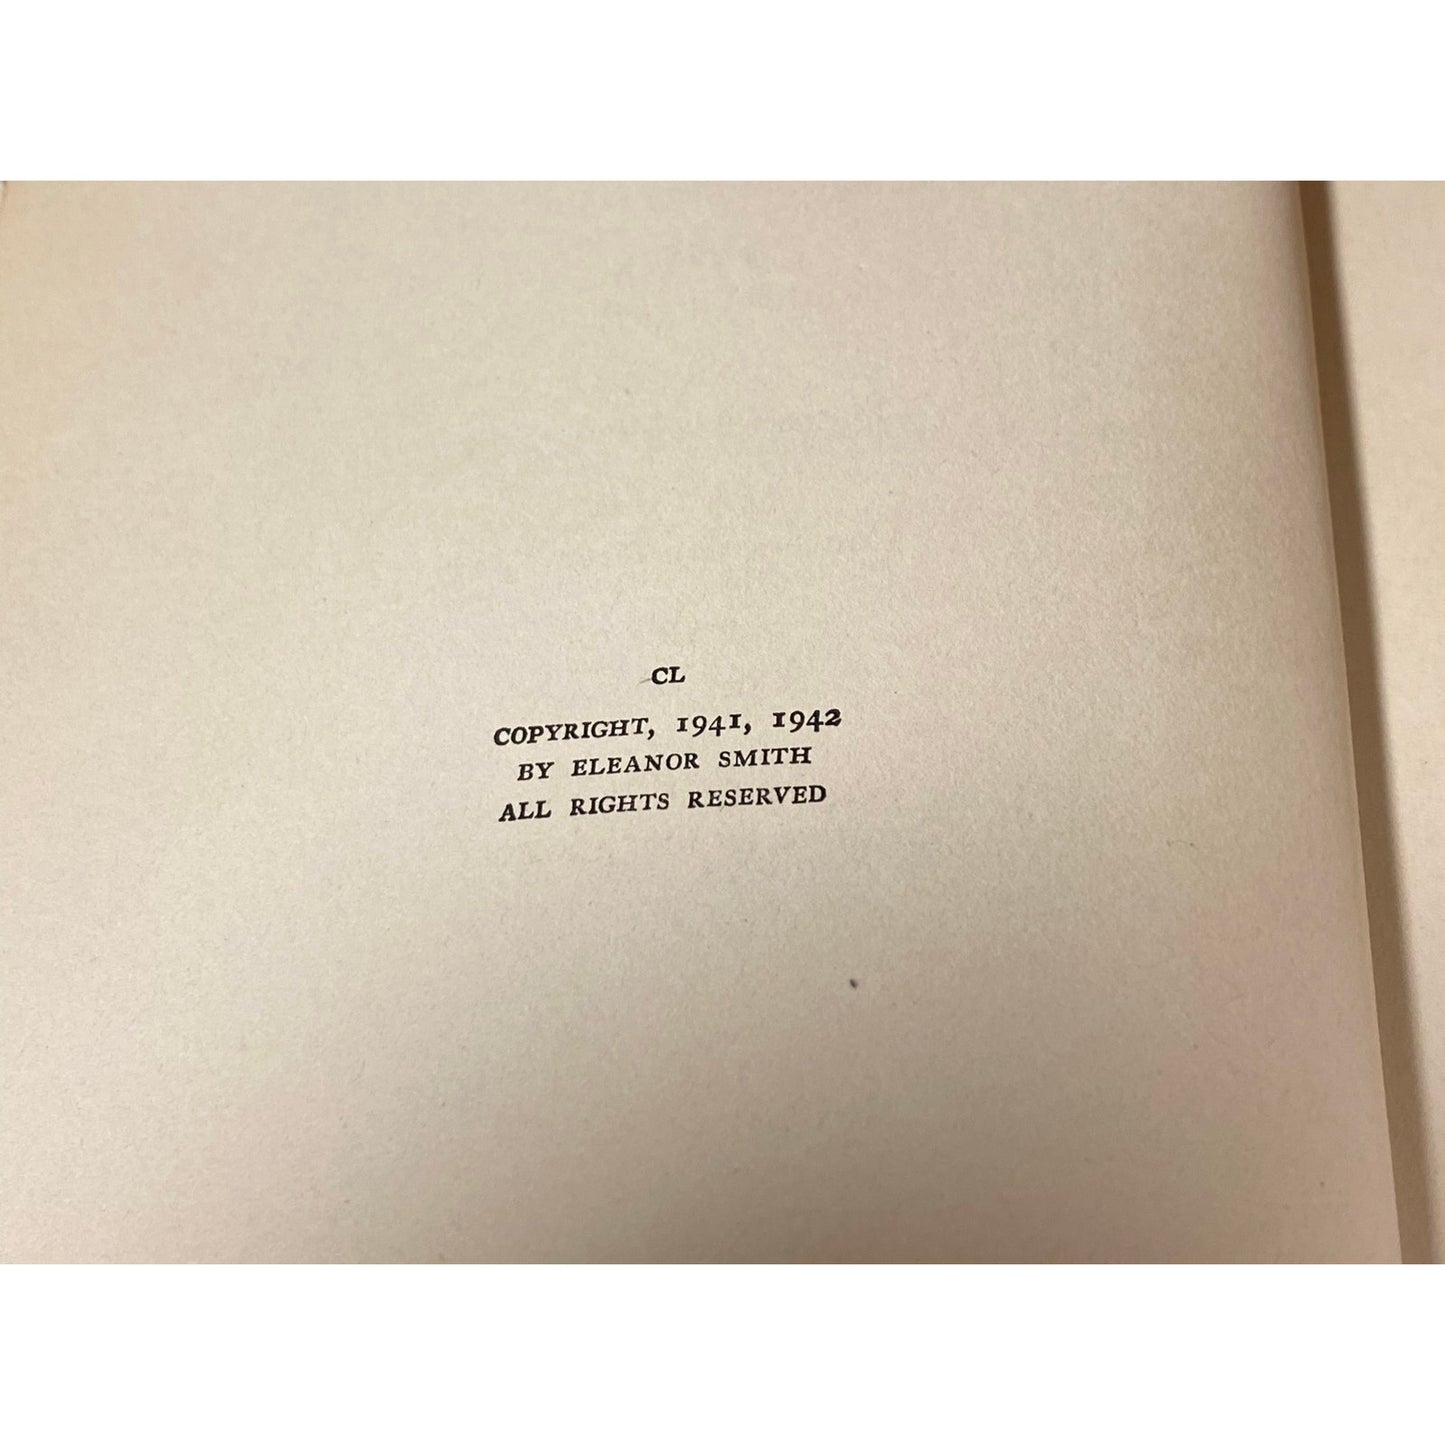 CL
COPYRIGHT, 1941, 1942
BY ELEANOR SMITH
ALL RIGHTS RESERVED